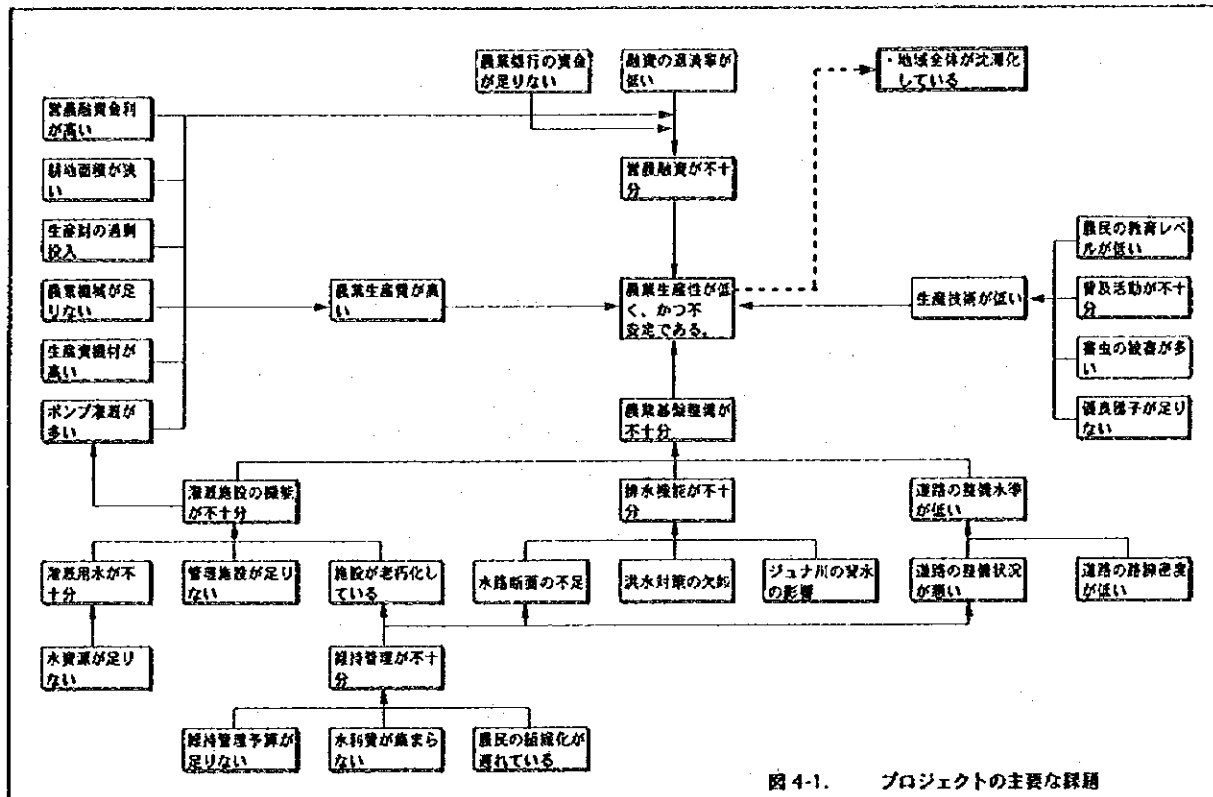 農業銀行の資金
が足りない
融資の返済率が
低い
・地域全体が沈滞化
している
営農融資金利
が高い
耕地面積が狭
い
生産財の過剰
投入
農業機械が足
りない
生産資機材が
高い
ポンプ灌漑が
多い
営農融資が不十
分
農業生産費が高
い
農業生産性が低
く、かつ不
安定である。
生産技術が低い
農民の教育レベ
ルが低い
普及活動が不十
分
害虫の被害が多
い
優良種子が足り
ない
農業基盤整備が
不十分
灌漑施設の機能
が不十分
排水機能が不十
分
道路の整備水準
が低い
灌漑用水が不
十分
管理施設が足り
ない
施設が老朽化し
ている
水路断面の不足
洪水対策の欠如
ジュナ川の背水
の影響
道路の整備状況
が悪い
道路の路線密度
が低い
水資源が足り
ない
維持管理が不十
分
維持管理予算が
足りない
水利費が集まら
ない
農民の組織化が
遅れている
図 4-1. プロジェクトの主要な課題